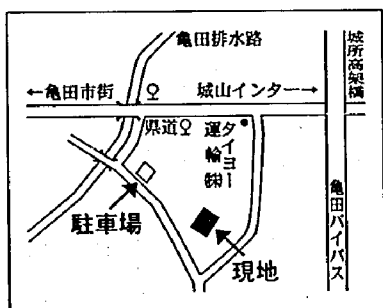 亀田排水路
城所高架橋
←亀田市街
城山インター→
県道
タイヨー
運輸㈱
駐車場
現地
亀田バイパス